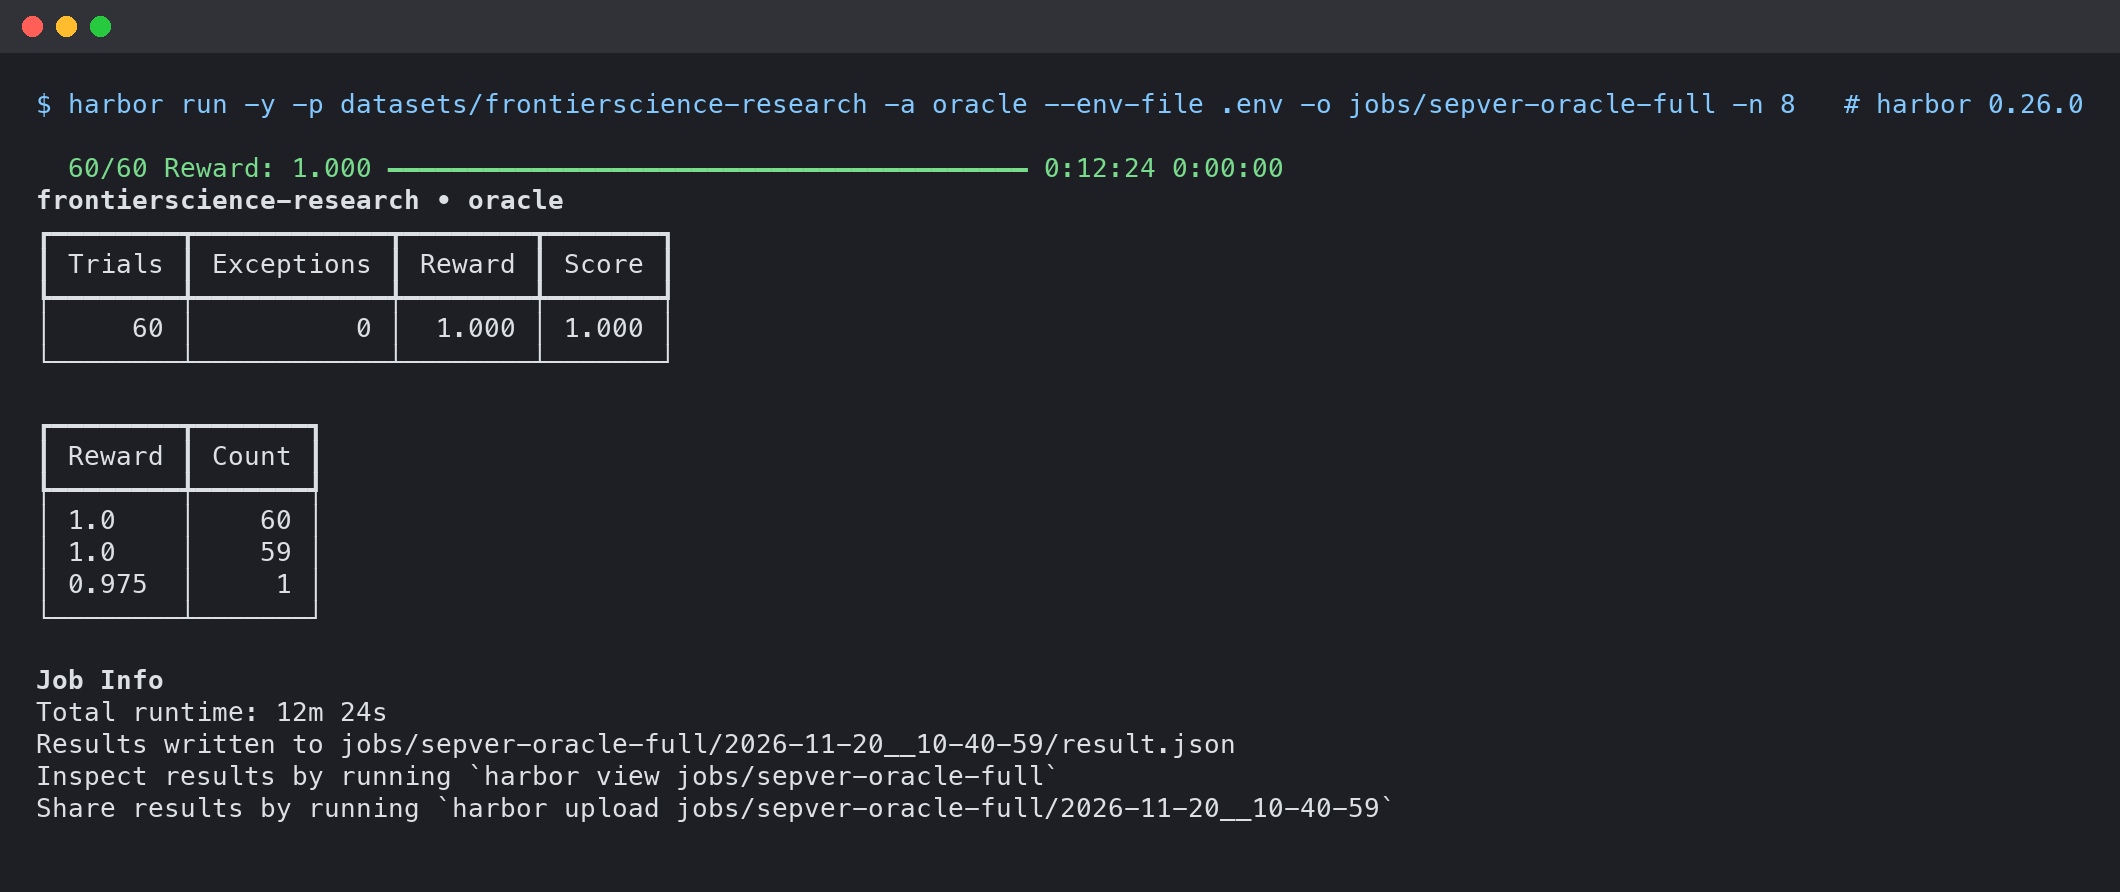 $ harbor run -y -p datasets/frontierscience-research -a oracle --env-file .env -o jobs/sepver-oracle-full -n 8   # harbor 0.26.0
60/60 Reward: 1.000 0:12:24 0:00:00
frontierscience-research • oracle
Trials Exceptions Reward Score
60 0 1.000 1.000
Reward Count
1.0 60
1.0 59
0.975 1
Job Info
Total runtime: 12m 24s
Results written to jobs/sepver-oracle-full/2026-11-20__10-40-59/result.json
Inspect results by running `harbor view jobs/sepver-oracle-full`
Share results by running `harbor upload jobs/sepver-oracle-full/2026-11-20__10-40-59`